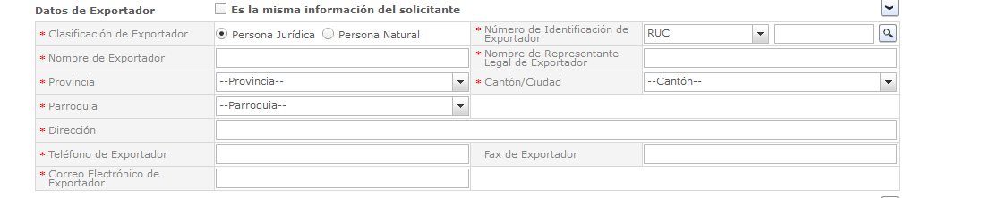 Datos de Exportador Es la misma información del solicitante
* Clasificación de Exportador Persona Jurídica Persona Natural * Número de Identificación de Exportador RUC
* Nombre de Exportador * Nombre de Representante Legal de Exportador
* Provincia --Provincia-- * Cantón/Ciudad --Cantón--
* Parroquia --Parroquia--
* Dirección
* Teléfono de Exportador Fax de Exportador
* Correo Electrónico de
Exportador